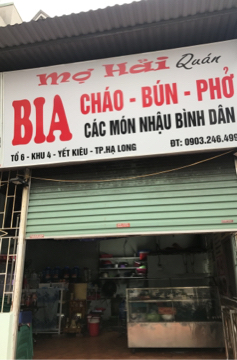 Mợ Hải Quán
BIA CHÁO - BÚN - PHỞ
CÁC MÓN NHẬU BÌNH DÂN
TỔ 6 - KHU 4 - YẾT KIÊU - TP.HẠ LONG ĐT: 0903.246.499